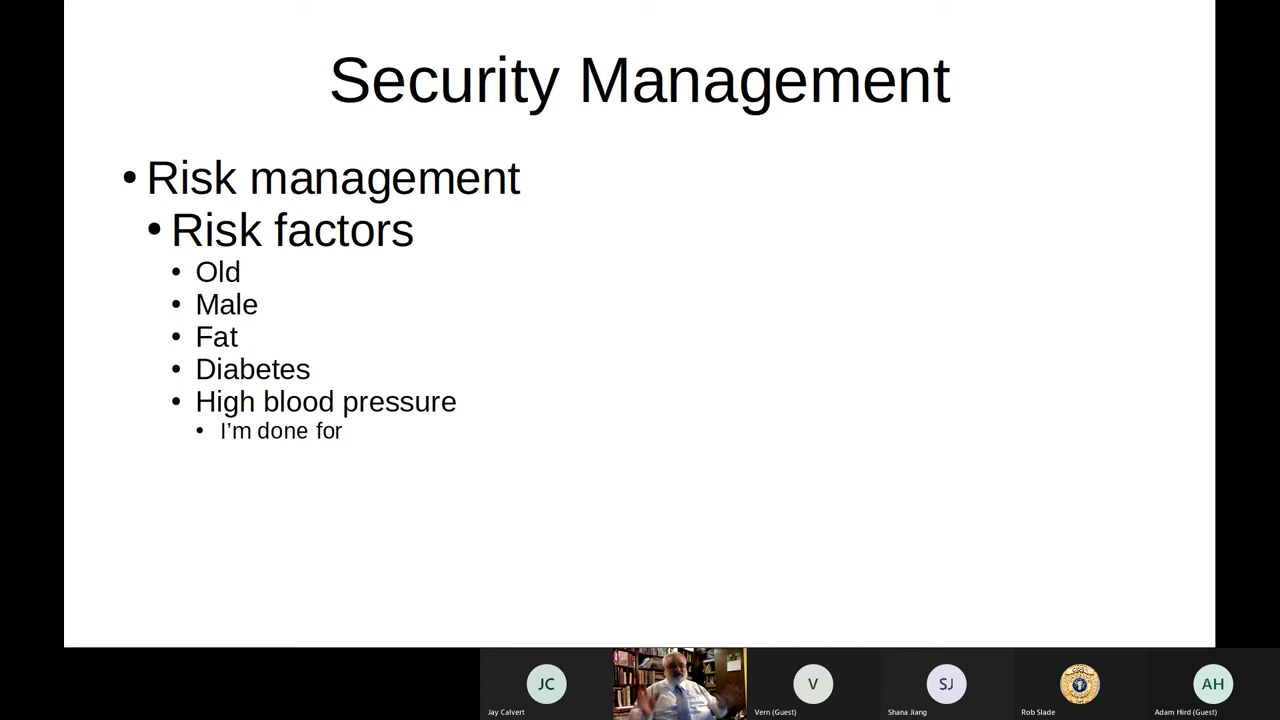 Security Management
• Risk management
• Risk factors
• Old
• Male
• Fat
• Diabetes
• High blood pressure
• I’m done for
JC
V
SJ
AH
Jay Calvert
Vern (Guest)
Shana Jiang
Rob Slade
Adam Hird (Guest)